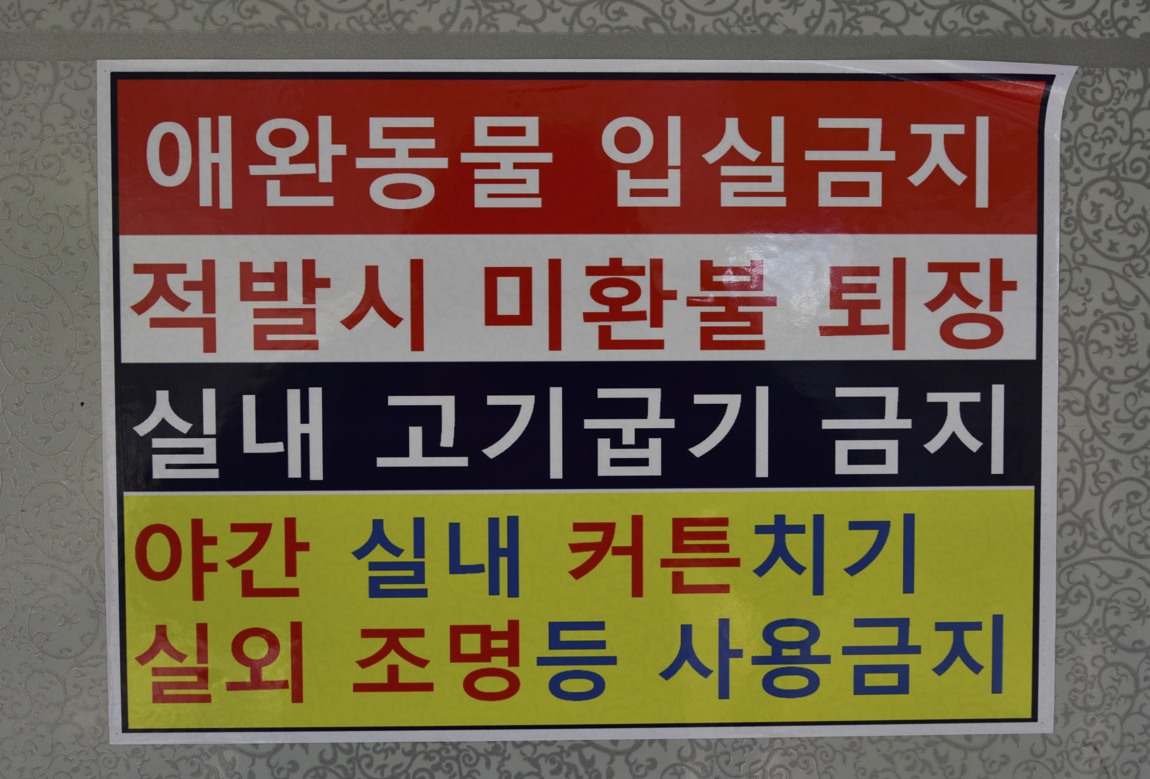 애완동물 입실금지
적발시 미환불 퇴장
실내 고기굽기 금지
야간 실내 커튼치기
실외 조명등 사용금지